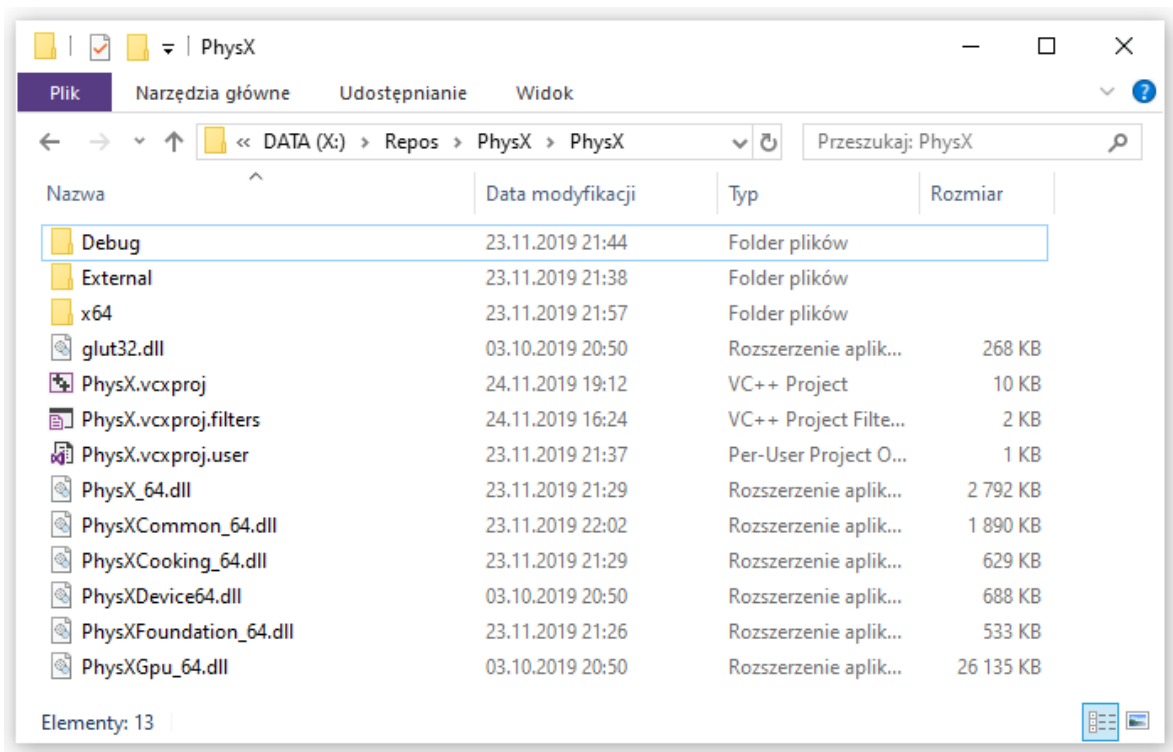 PhysX
Plik Narzędzia główne Udostępnianie Widok
« DATA (X:) > Repos > PhysX > PhysX Przeszukaj: PhysX
Nazwa Data modyfikacji Typ Rozmiar
Debug 23.11.2019 21:44 Folder plików
External 23.11.2019 21:38 Folder plików
x64 23.11.2019 21:57 Folder plików
glut32.dll 03.10.2019 20:50 Rozszerzenie aplik... 268 KB
PhysX.vcxproj 24.11.2019 19:12 VC++ Project 10 KB
PhysX.vcxproj.filters 24.11.2019 16:24 VC++ Project Filte... 2 KB
PhysX.vcxproj.user 23.11.2019 21:37 Per-User Project O... 1 KB
PhysX_64.dll 23.11.2019 21:29 Rozszerzenie aplik... 2 792 KB
PhysXCommon_64.dll 23.11.2019 22:02 Rozszerzenie aplik... 1 890 KB
PhysXCooking_64.dll 23.11.2019 21:29 Rozszerzenie aplik... 629 KB
PhysXDevice64.dll 03.10.2019 20:50 Rozszerzenie aplik... 688 KB
PhysXFoundation_64.dll 23.11.2019 21:26 Rozszerzenie aplik... 533 KB
PhysXGpu_64.dll 03.10.2019 20:50 Rozszerzenie aplik... 26 135 KB
Elementy: 13